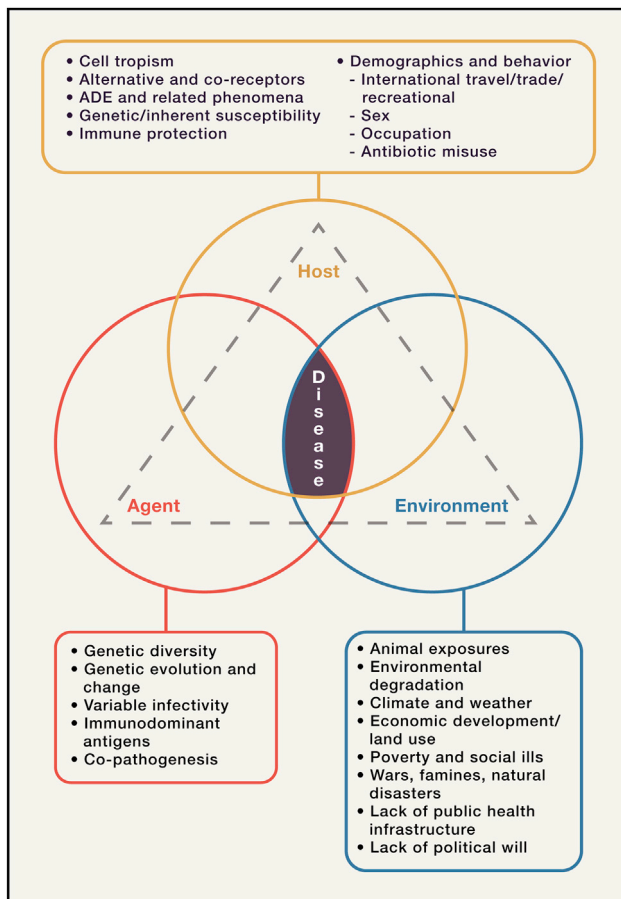 • Cell tropism
• Alternative and co-receptors
• ADE and related phenomena
• Genetic/inherent susceptibility
• Immune protection
• Demographics and behavior
- International travel/trade/
recreational
- Sex
- Occupation
- Antibiotic misuse
Host
Disease
Agent
Environment
• Genetic diversity
• Genetic evolution and
change
• Variable infectivity
• Immunodominant
antigens
• Co-pathogenesis
• Animal exposures
• Environmental
degradation
• Climate and weather
• Economic development/
land use
• Poverty and social ills
• Wars, famines, natural
disasters
• Lack of public health
infrastructure
• Lack of political will